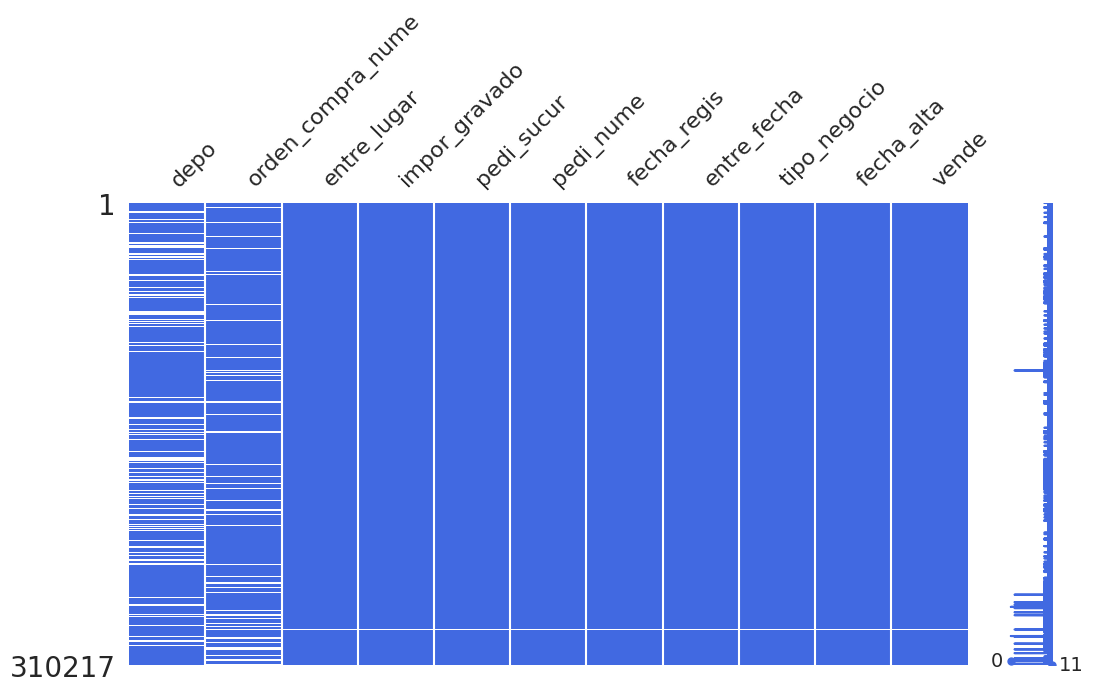 depo
orden_compra_nume
entre_lugar
impor_gravado
pedi_sucur
pedi_nume
fecha_regis
entre_fecha
tipo_negocio
fecha_alta
vende
1
310217
0
11